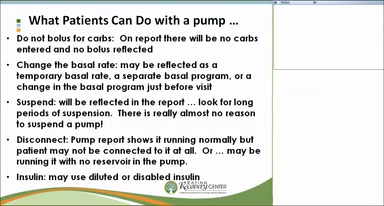 What Patients Can Do with a pump ...
• Do not bolus for carbs: On report there will be no carbs
entered and no bolus reflected
• Change the basal rate: may be reflected as a
temporary basal rate, a separate basal program, or a
change in the basal program just before visit
• Suspend: will be reflected in the report ... look for long
periods of suspension. There is really almost no reason
to suspend a pump!
• Disconnect: Pump report shows it running normally but
patient may not be connected to it at all. Or ... may be
running it with no reservoir in the pump.
• Insulin: may use diluted or disabled insulin
EATING
Recovery CENTER